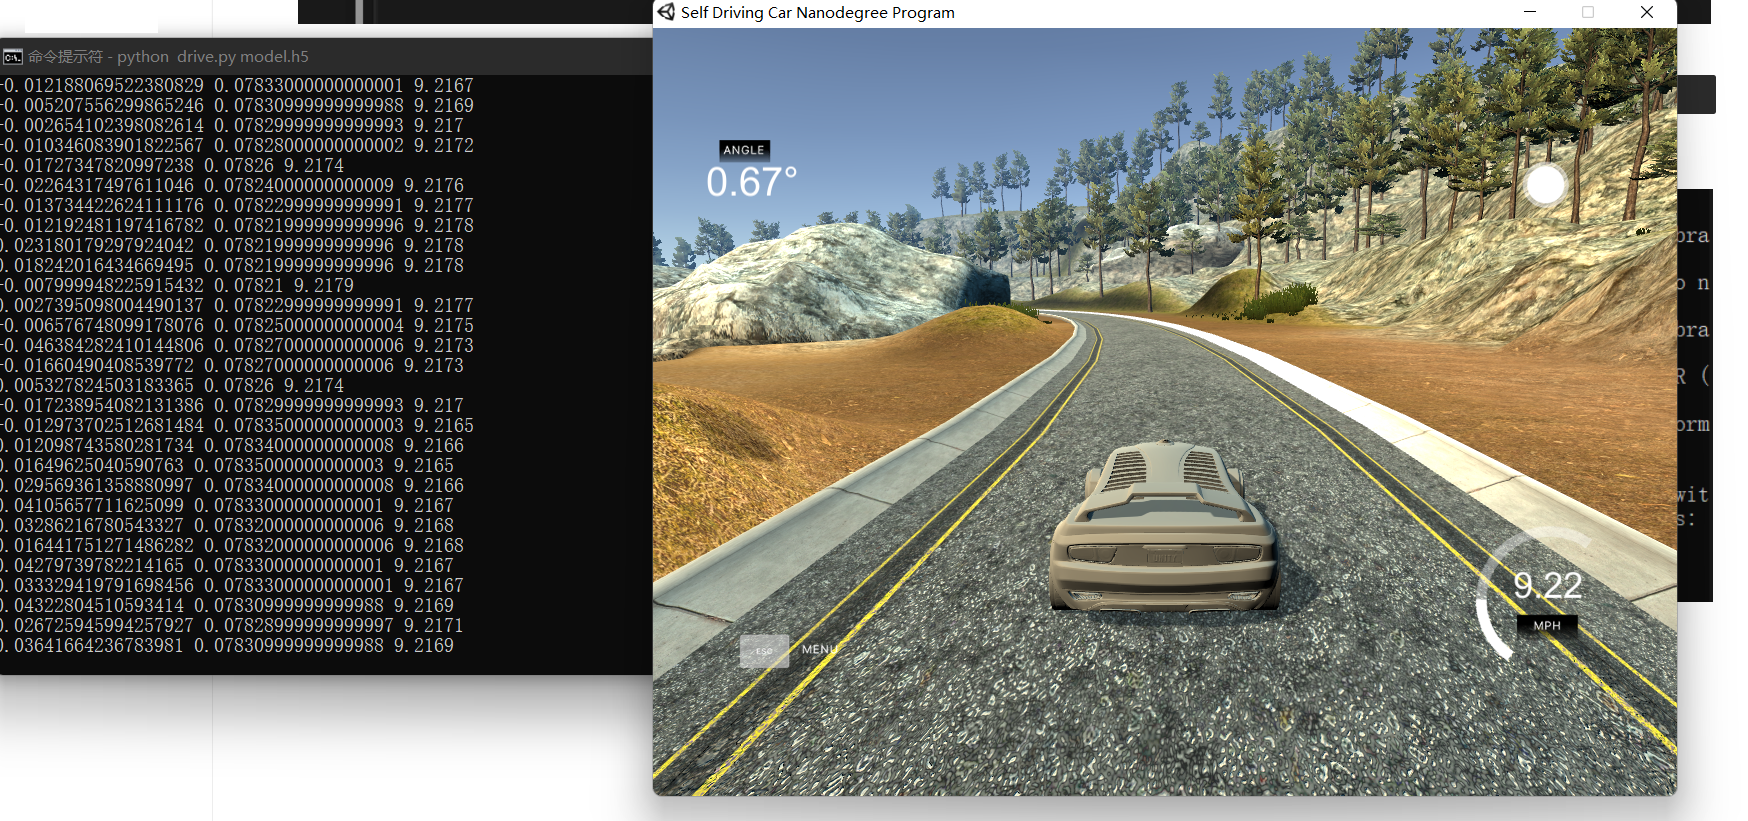 Self Driving Car Nanodegree Program
命令提示符 - python  drive.py model.h5
-0.012188069522380829 0.07833000000000001 9.2167
-0.005207556299865246 0.07830999999999988 9.2169
-0.002654102398082614 0.07829999999999993 9.217
-0.010346083901822567 0.07828000000000002 9.2172
-0.01727347820997238 0.07826 9.2174
-0.02264317497611046 0.07824000000000009 9.2176
-0.013734422624111176 0.07822999999999991 9.2177
-0.012192481197416782 0.07821999999999996 9.2178
0.023180179297924042 0.07821999999999996 9.2178
0.018242016434669495 0.07821999999999996 9.2178
-0.007999948225915432 0.07821 9.2179
0.0027395098004490137 0.07822999999999991 9.2177
-0.006576748099178076 0.07825000000000004 9.2175
-0.046384282410144806 0.07827000000000006 9.2173
-0.01660490408539772 0.07827000000000006 9.2173
0.005327824503183365 0.07826 9.2174
-0.017238954082131386 0.07829999999999993 9.217
-0.012973702512681484 0.07835000000000003 9.2165
0.012098743580281734 0.07834000000000008 9.2166
0.01649625040590763 0.07835000000000003 9.2165
0.029569361358880997 0.07834000000000008 9.2166
0.04105657711625099 0.07833000000000001 9.2167
0.03286216780543327 0.07832000000000006 9.2168
0.016441751271486282 0.07832000000000006 9.2168
0.04279739782214165 0.07833000000000001 9.2167
0.033329419791698456 0.07833000000000001 9.2167
0.04322804510593414 0.07830999999999988 9.2169
0.026725945994257927 0.07828999999999997 9.2171
0.03641664236783981 0.07830999999999988 9.2169
ANGLE
0.67°
9.22
MPH
ESC MENU
bra
o n
bra
R (
orm
wit
s: